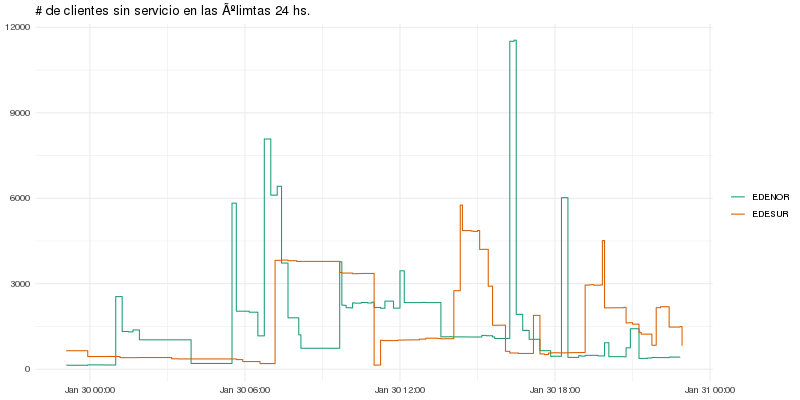 # de clientes sin servicio en las Ãºlimtas 24 hs.
12000
9000
6000
3000
0
EDENOR
EDESUR
Jan 30 00:00
Jan 30 06:00
Jan 30 12:00
Jan 30 18:00
Jan 31 00:00